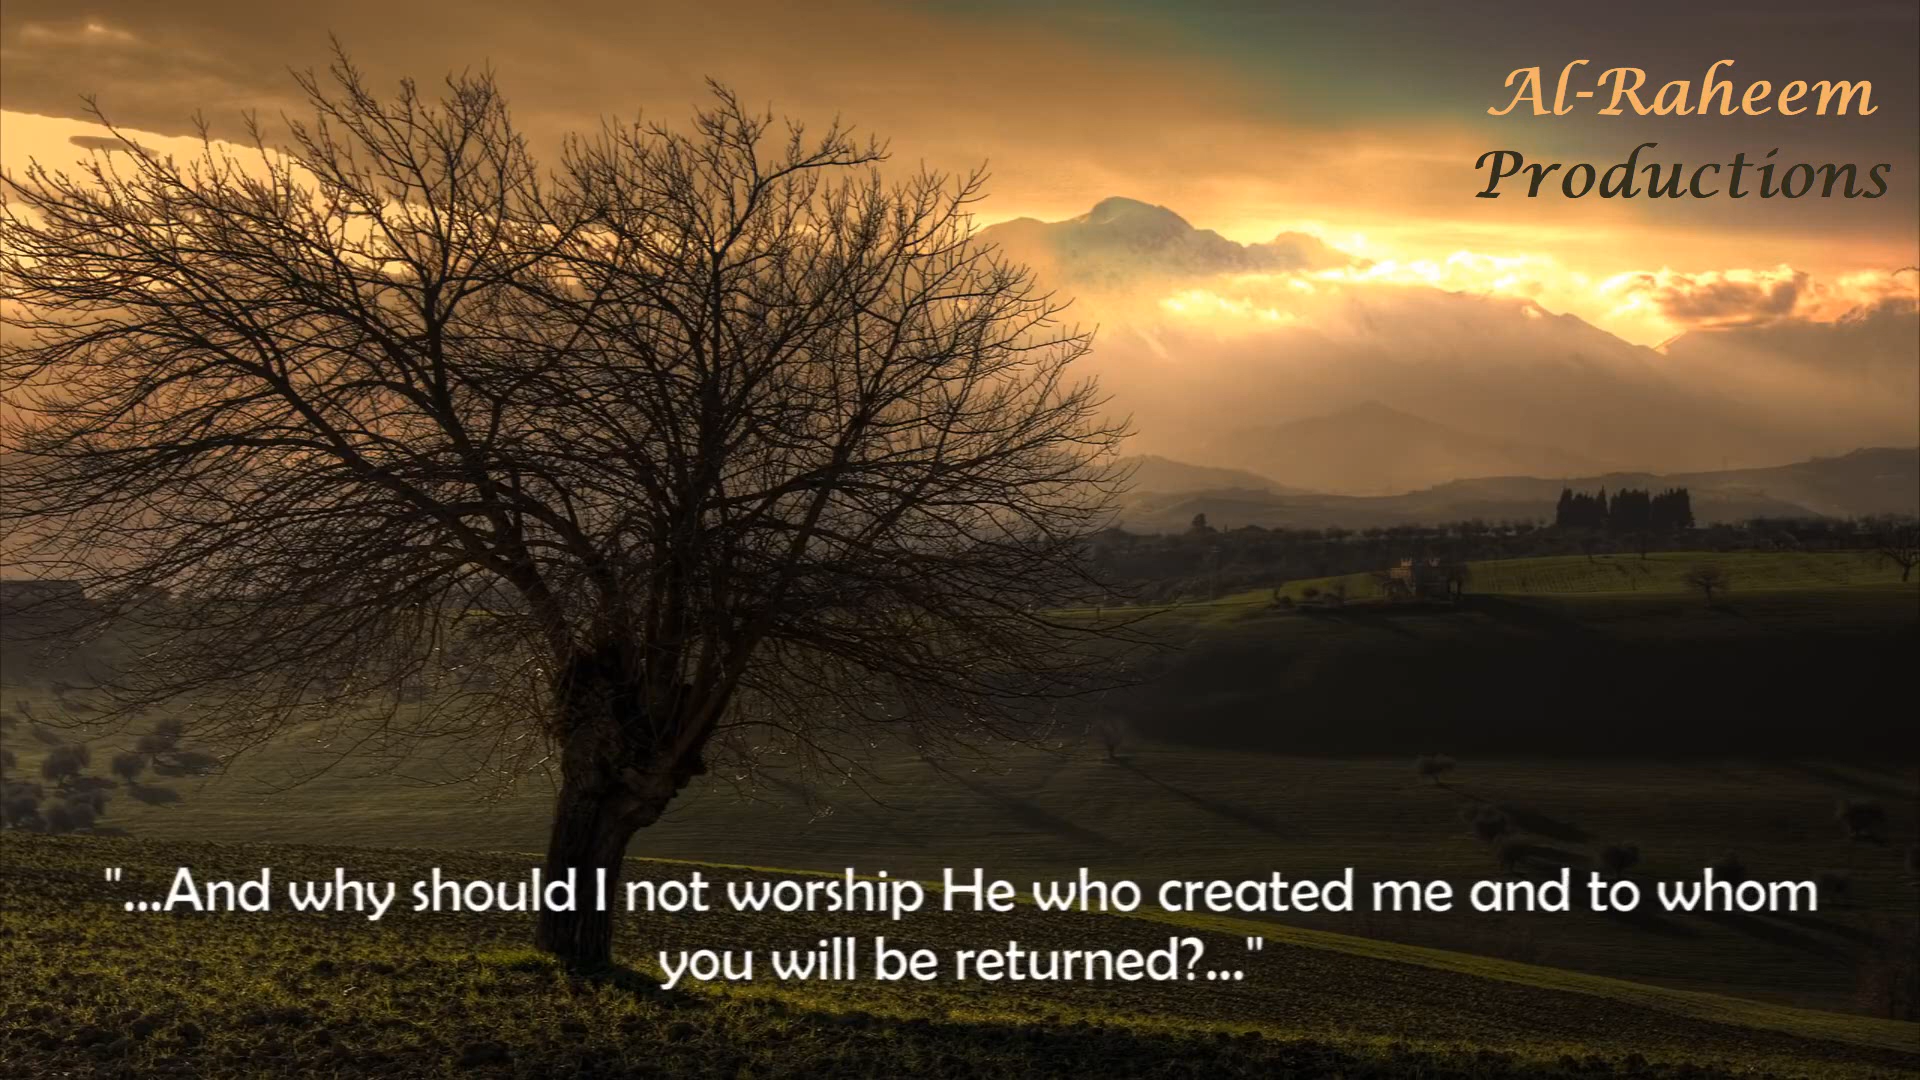 Al-Raheem
Productions
"...And why should I not worship He who created me and to whom
you will be returned?..."